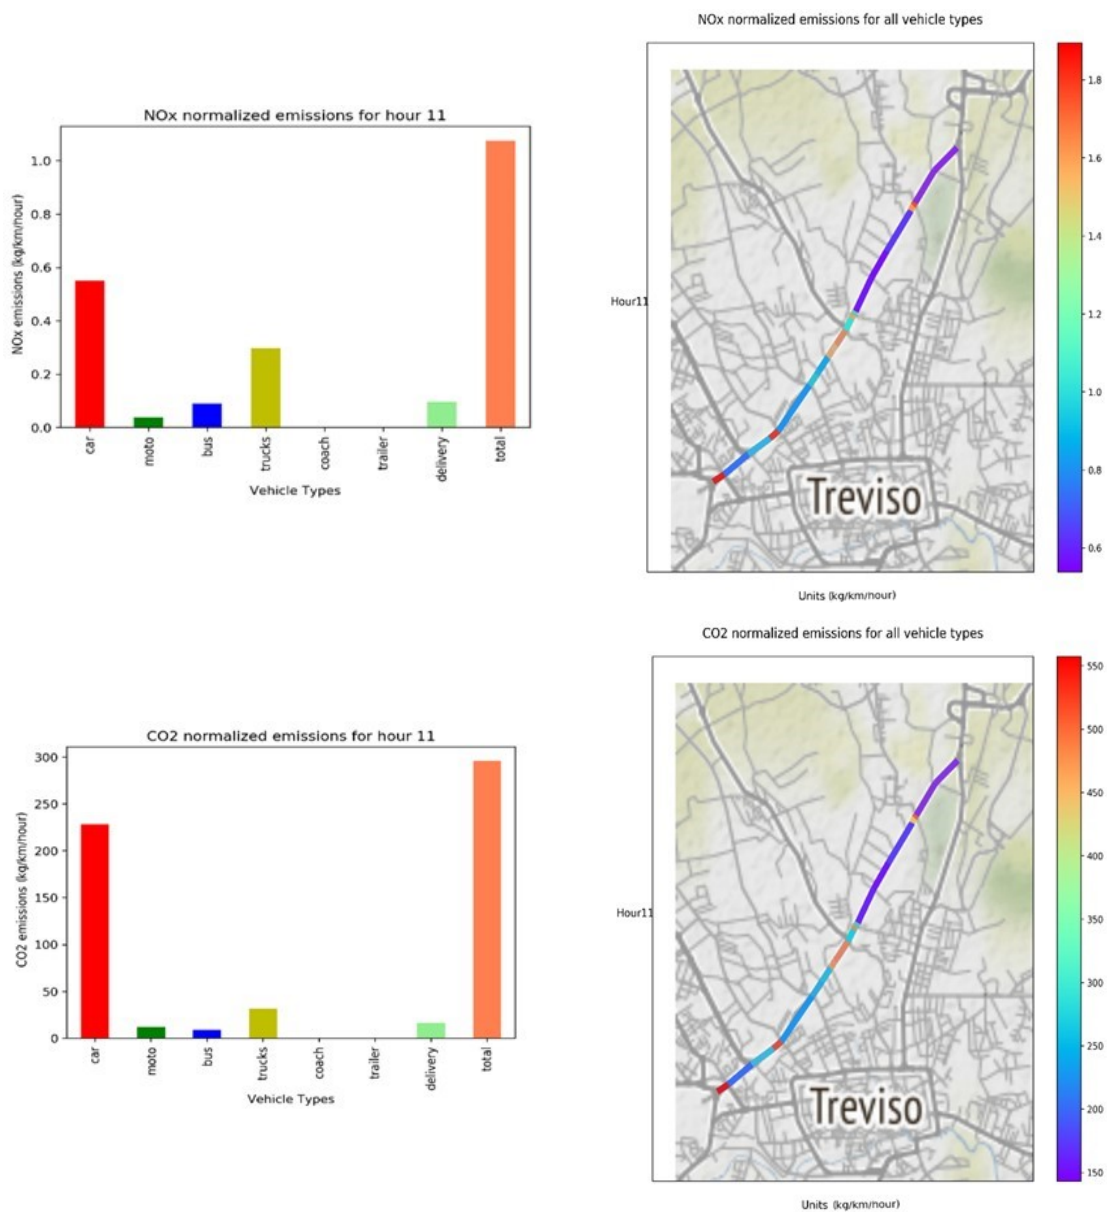 NOx normalized emissions for all vehicle types
NOx normalized emissions for hour 11
NOx emissions (kg/km/hour)
1.0
0.8
0.6
0.4
0.2
0.0
car
moto
bus
trucks
coach
trailer
delivery
total
Vehicle Types
Hour11
Treviso
1.8
1.6
1.4
1.2
1.0
0.8
0.6
Units (kg/km/hour)
CO2 normalized emissions for all vehicle types
CO2 normalized emissions for hour 11
CO2 emissions (kg/km/hour)
300
250
200
150
100
50
0
car
moto
bus
trucks
coach
trailer
delivery
total
Vehicle Types
Hour11
Treviso
550
500
450
400
350
300
250
200
150
Units (kg/km/hour)